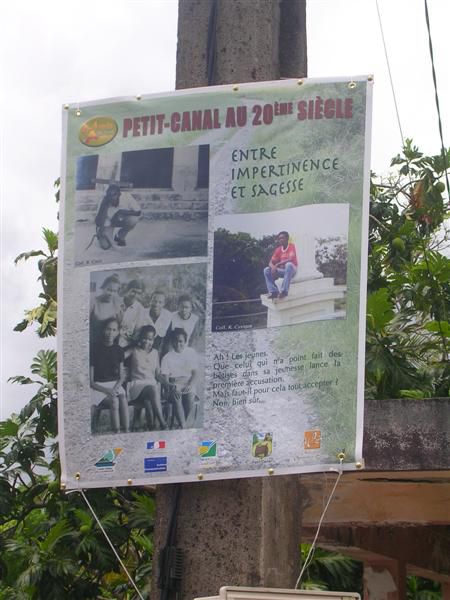 PETIT-CANAL AU 20ÈME SIÈCLE
ENTRE
IMPERTINENCE
ET SAGESSE
Ah ! Les jeunes.
Que celui qui n'a point fait des
bêtises dans sa jeunesse lance la
première accusation.
Mais faut-il pour cela tout accepter !
Non, bien sûr...